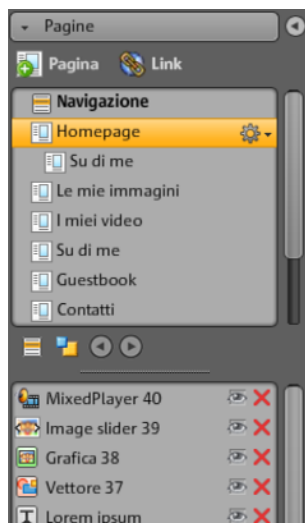 Pagine
Pagina Link
Navigazione
Homepage
Su di me
Le mie immagini
I miei video
Su di me
Guestbook
Contatti
MixedPlayer 40
Image slider 39
Grafica 38
Vettore 37
Lorem ipsum